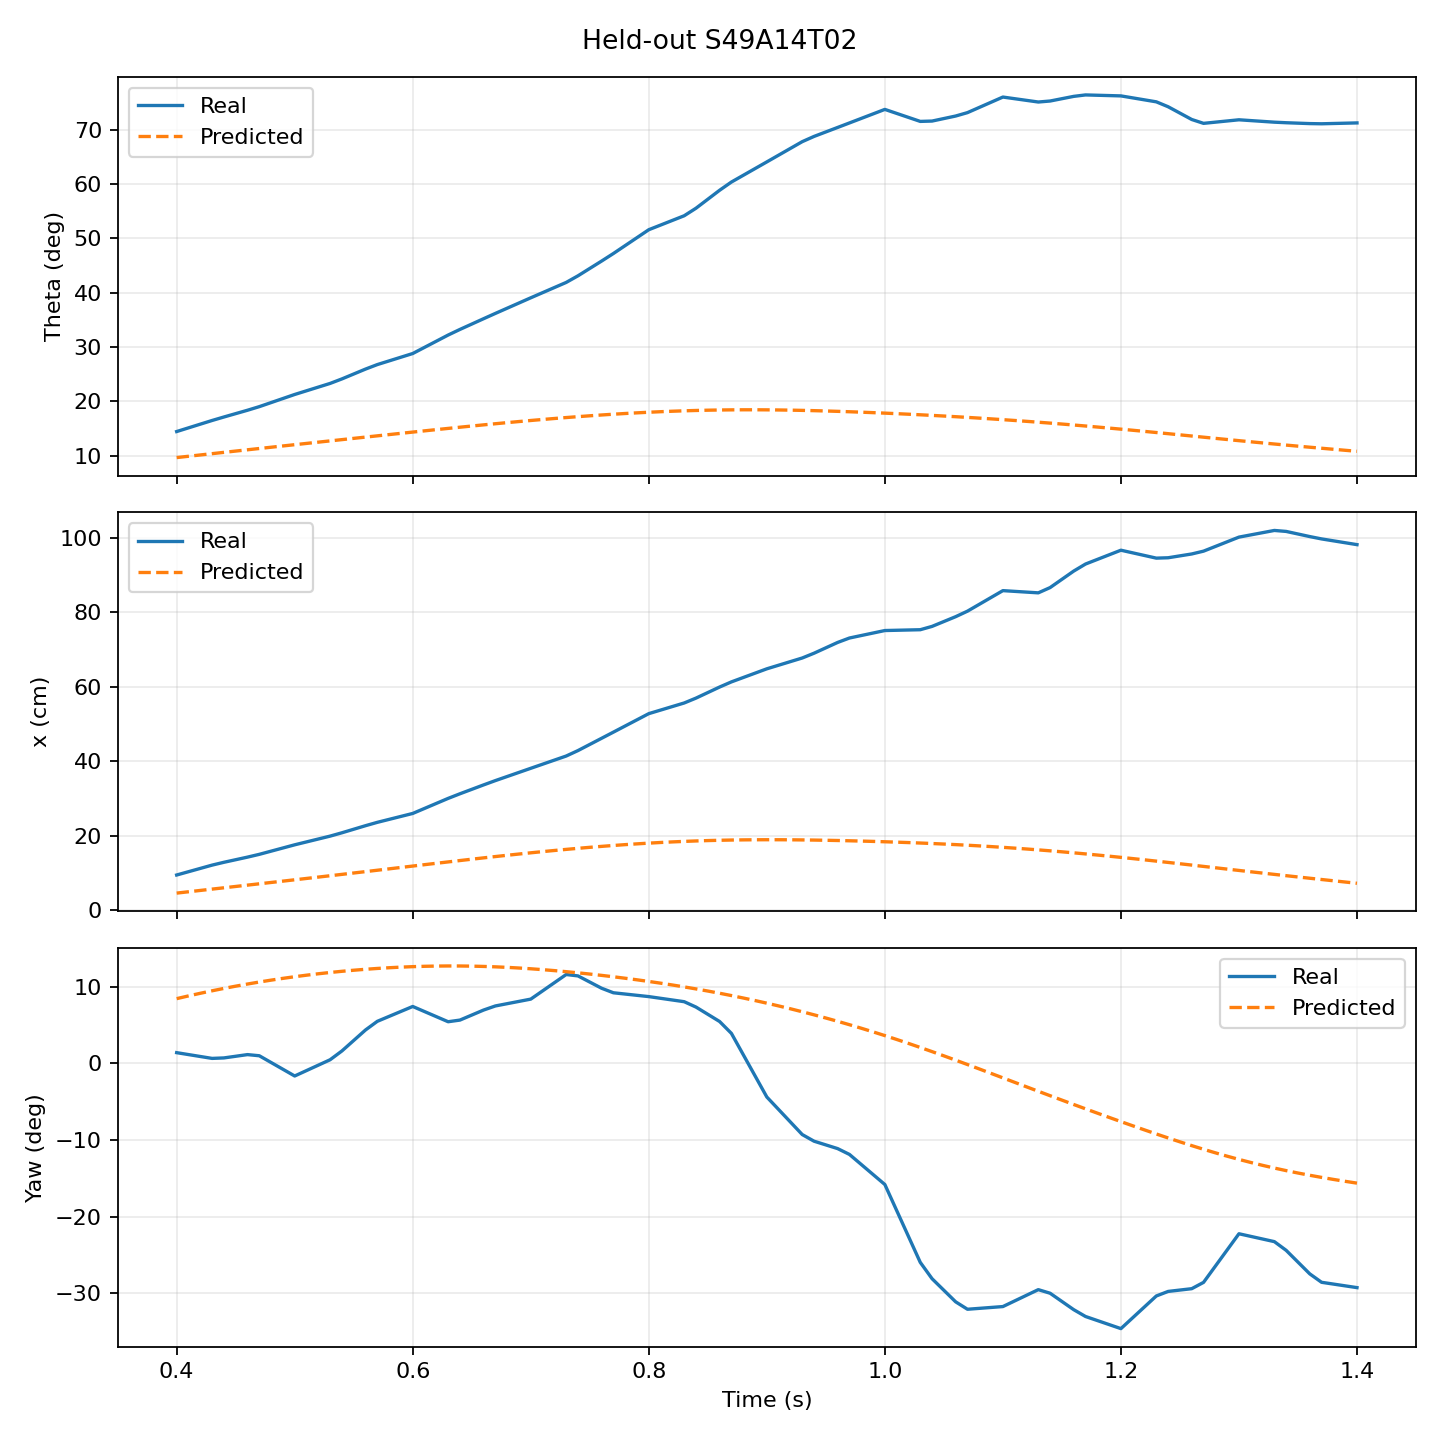 Held-out S49A14T02
Real
Predicted
70
60
50
40
30
20
10
Theta (deg)
Real
Predicted
100
80
60
40
20
0
x (cm)
Real
Predicted
10
0
−10
−20
−30
Yaw (deg)
0.4 0.6 0.8 1.0 1.2 1.4
Time (s)